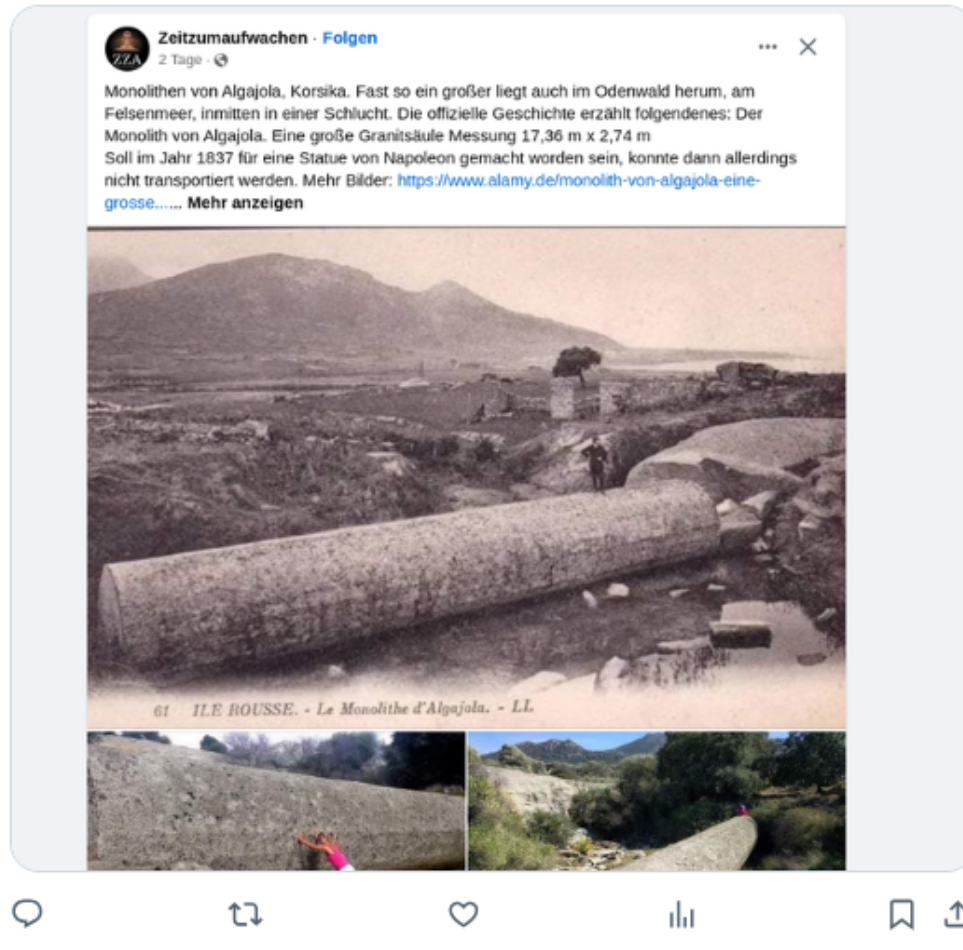 Zeitzumaufwachen · Folgen
ZZA
2 Tage ·
Monolithen von Algajola, Korsika. Fast so ein großer liegt auch im Odenwald herum, am
Felsenmeer, inmitten in einer Schlucht. Die offizielle Geschichte erzählt folgendenes: Der
Monolith von Algajola. Eine große Granitsäule Messung 17,36 m x 2,74 m
Soll im Jahr 1837 für eine Statue von Napoleon gemacht worden sein, konnte dann allerdings
nicht transportiert werden. Mehr Bilder: https://www.alamy.de/monolith-von-algajola-eine-
grosse...... Mehr anzeigen
61 ILE ROUSSE. - Le Monolithe d'Algajola. - LL